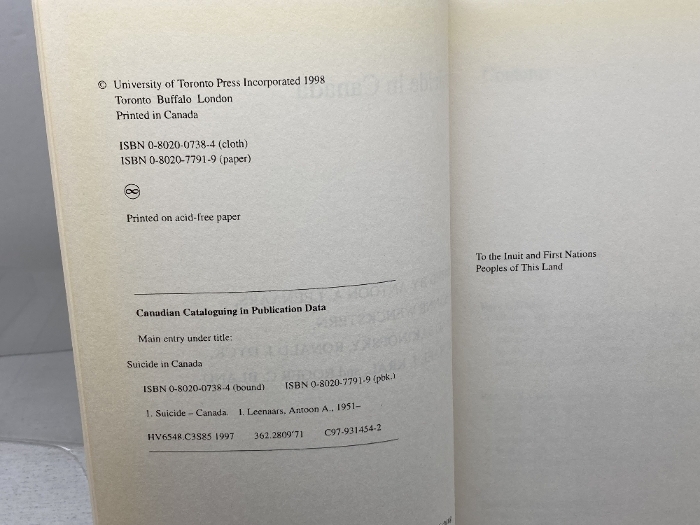 © University of Toronto Press Incorporated 1998
Toronto Buffalo London
Printed in Canada
ISBN 0-8020-0738-4 (cloth)
ISBN 0-8020-7791-9 (paper)
Printed on acid-free paper
Canadian Cataloguing in Publication Data
Main entry under title:
Suicide in Canada
ISBN 0-8020-0738-4 (bound) ISBN 0-8020-7791-9 (pbk.)
1. Suicide – Canada. I. Leenaars, Antoon A., 1951–
HV6548.C3S85 1997 362.2809'71 C97-931454-2
To the Inuit and First Nations
Peoples of This Land